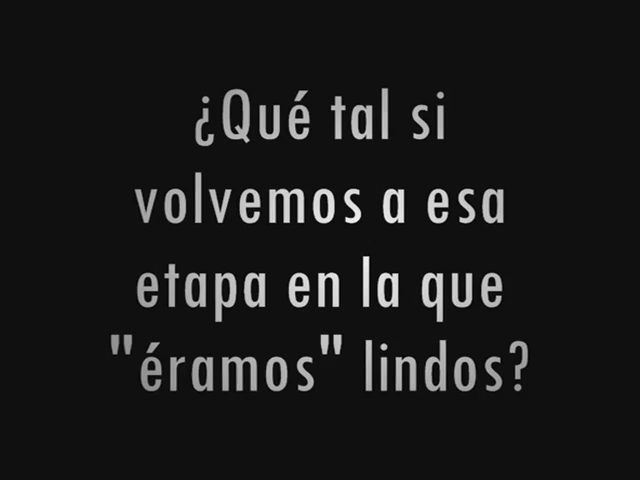 ¿Qué tal si
volvemos a esa
etapa en la que
"éramos" lindos?